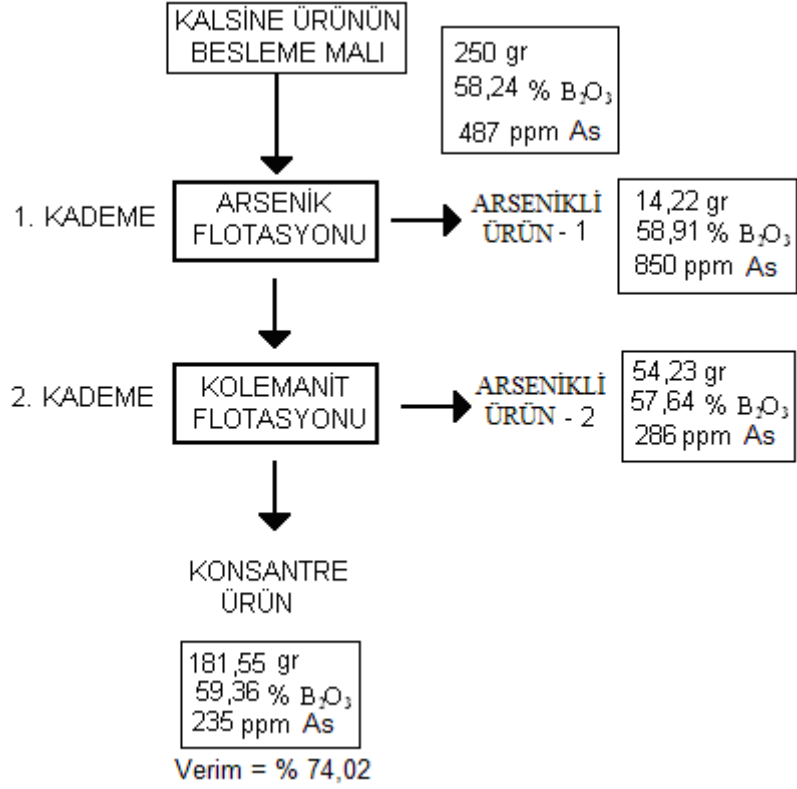 KALSİNE ÜRÜNÜN
BESLEME MALI
250 gr
58,24 % B₂O₃
487 ppm As
1. KADEME
ARSENİK
FLOTASYONU
ARSENİKLİ
ÜRÜN - 1
14,22 gr
58,91 % B₂O₃
850 ppm As
2. KADEME
KOLEMANİT
FLOTASYONU
ARSENİKLİ
ÜRÜN - 2
54,23 gr
57,64 % B₂O₃
286 ppm As
KONSANTRE
ÜRÜN
181,55 gr
59,36 % B₂O₃
235 ppm As
Verim = % 74,02